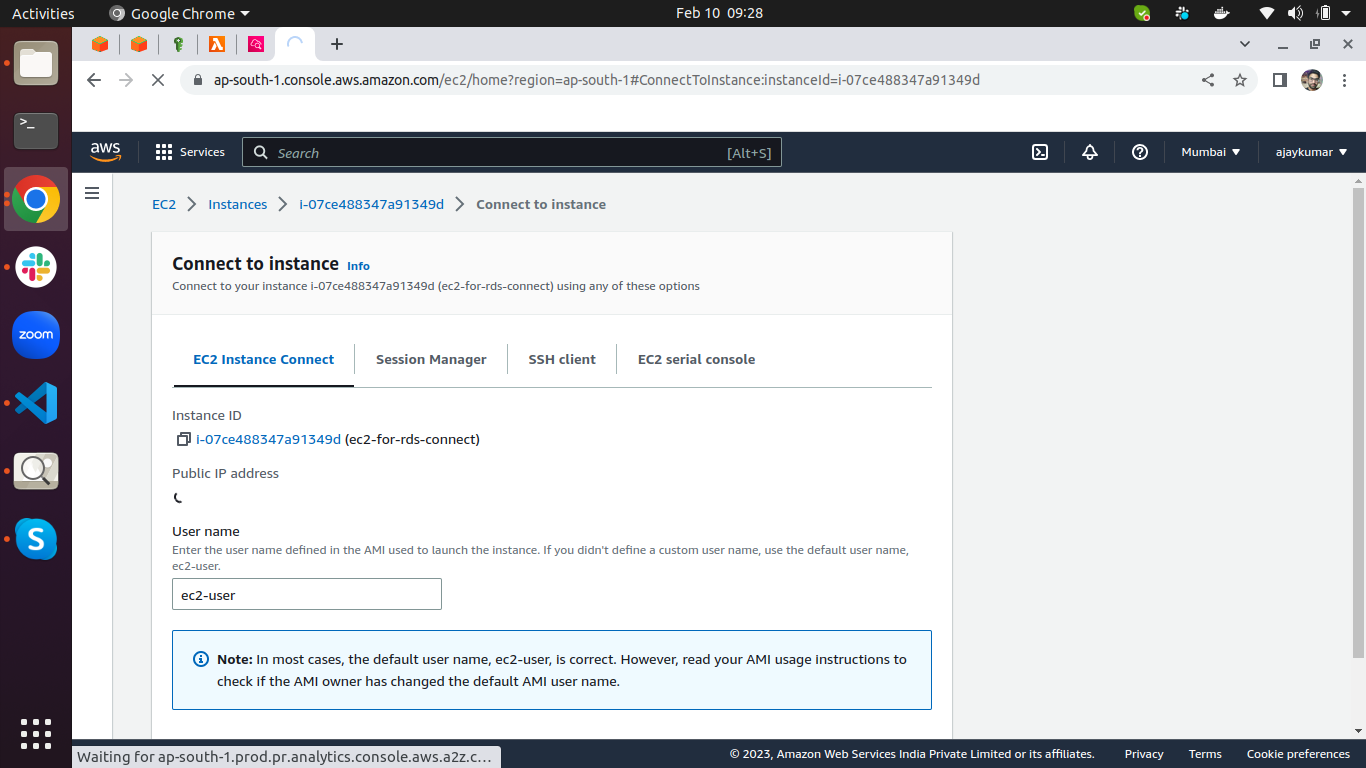 Activities
Google Chrome
Feb 10 09:28
ap-south-1.console.aws.amazon.com/ec2/home?region=ap-south-1#ConnectToInstance:instanceId=i-07ce488347a91349d
aws
Services
Search
[Alt+S]
Mumbai
ajaykumar
EC2
Instances
i-07ce488347a91349d
Connect to instance
Connect to instance Info
Connect to your instance i-07ce488347a91349d (ec2-for-rds-connect) using any of these options
EC2 Instance Connect
Session Manager
SSH client
EC2 serial console
Instance ID
i-07ce488347a91349d (ec2-for-rds-connect)
Public IP address
User name
Enter the user name defined in the AMI used to launch the instance. If you didn't define a custom user name, use the default user name,
ec2-user.
ec2-user
Note: In most cases, the default user name, ec2-user, is correct. However, read your AMI usage instructions to
check if the AMI owner has changed the default AMI user name.
zoom
Waiting for ap-south-1.prod.pr.analytics.console.aws.a2z.c...
© 2023, Amazon Web Services India Private Limited or its affiliates.
Privacy
Terms
Cookie preferences